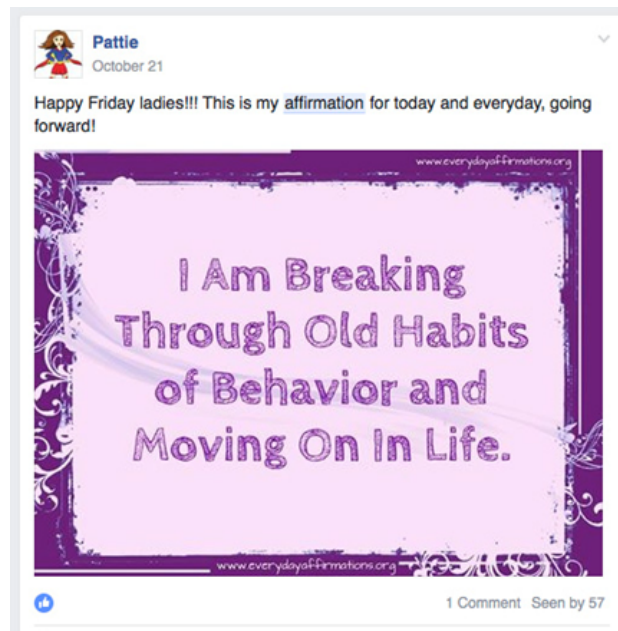 Pattie
October 21
Happy Friday ladies!!! This is my affirmation for today and everyday, going
forward!
www.everydayaffirmations.org
I Am Breaking
Through Old Habits
of Behavior and
Moving On In Life.
www.everydayaffirmations.org
1 Comment Seen by 57